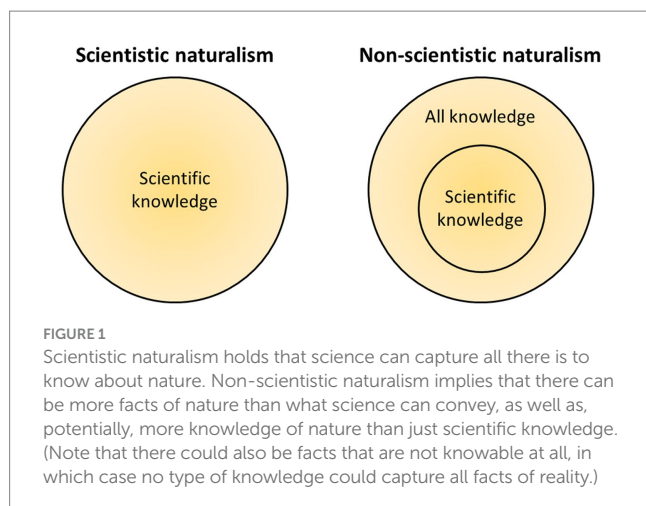 Scientistic naturalism
Non-scientistic naturalism
Scientific
knowledge
All knowledge
Scientific
knowledge
FIGURE 1
Scientistic naturalism holds that science can capture all there is to
know about nature. Non-scientistic naturalism implies that there can
be more facts of nature than what science can convey, as well as,
potentially, more knowledge of nature than just scientific knowledge.
(Note that there could also be facts that are not knowable at all, in
which case no type of knowledge could capture all facts of reality.)